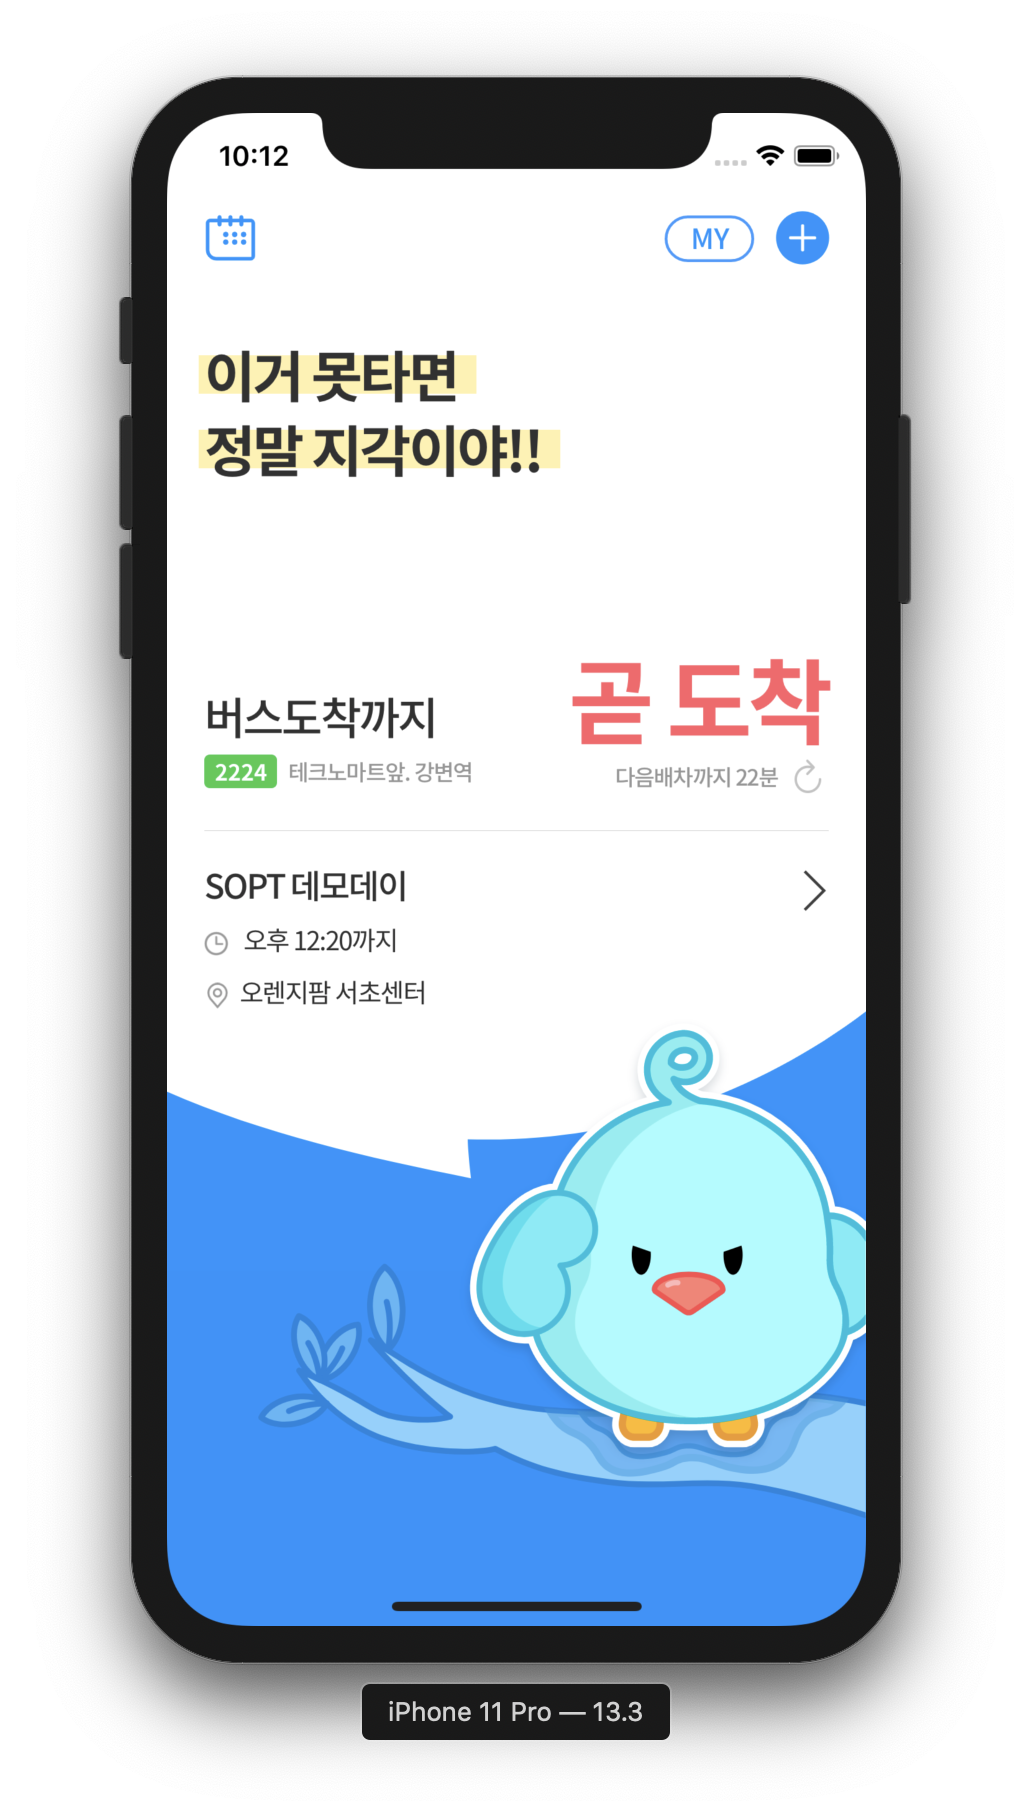 10:12
MY
이거 못타면
정말 지각이야!!
버스도착까지
곧 도착
2224 테크노마트앞. 강변역
다음배차까지 22분
SOPT 데모데이
오후 12:20까지
오렌지팜 서초센터
iPhone 11 Pro — 13.3